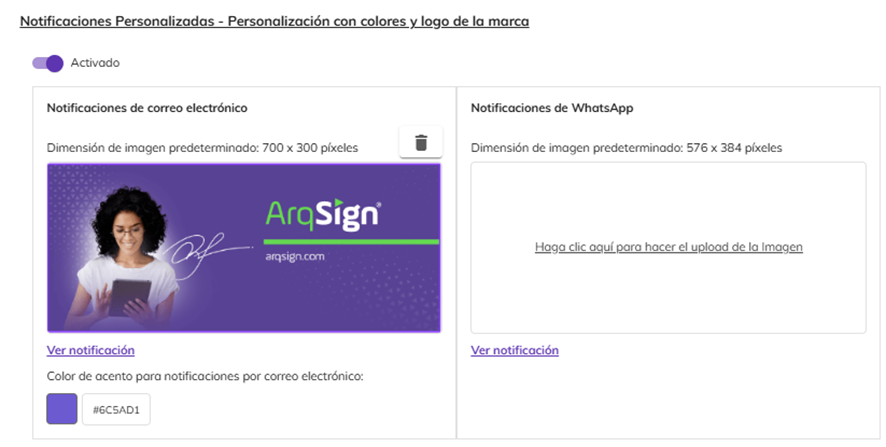 Notificaciones Personalizadas - Personalización con colores y logo de la marca
Activado
Notificaciones de correo electrónico
Dimensión de imagen predeterminado: 700 x 300 píxeles
ArqSign®
arqsign.com
Ver notificación
Color de acento para notificaciones por correo electrónico:
#6C5AD1
Notificaciones de WhatsApp
Dimensión de imagen predeterminado: 576 x 384 píxeles
Haga clic aquí para hacer el upload de la Imagen
Ver notificación